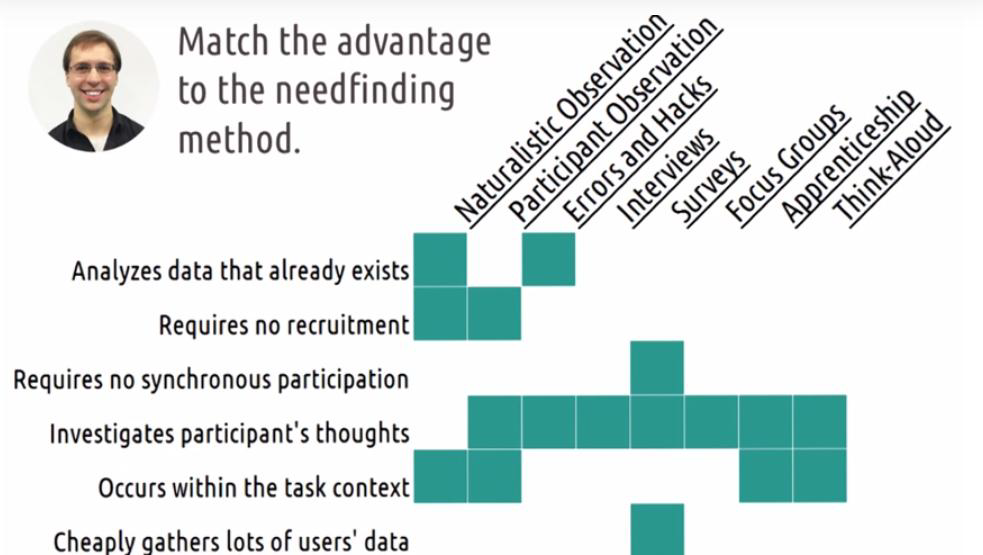 Match the advantage
to the needfinding
method.
Naturalistic Observation
Participant Observation
Errors and Hacks
Interviews
Surveys
Focus Groups
Apprenticeship
Think-Aloud
Analyzes data that already exists
Requires no recruitment
Requires no synchronous participation
Investigates participant's thoughts
Occurs within the task context
Cheaply gathers lots of users' data